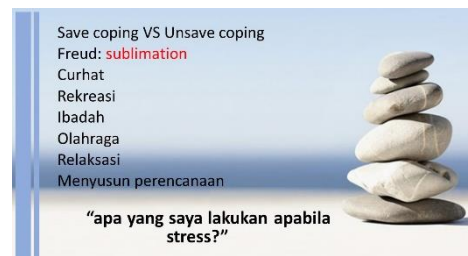 Save coping VS Unsave coping
Freud: sublimation
Curhat
Rekreasi
Ibadah
Olahraga
Relaksasi
Menyusun perencanaan
“apa yang saya lakukan apabila
stress?”